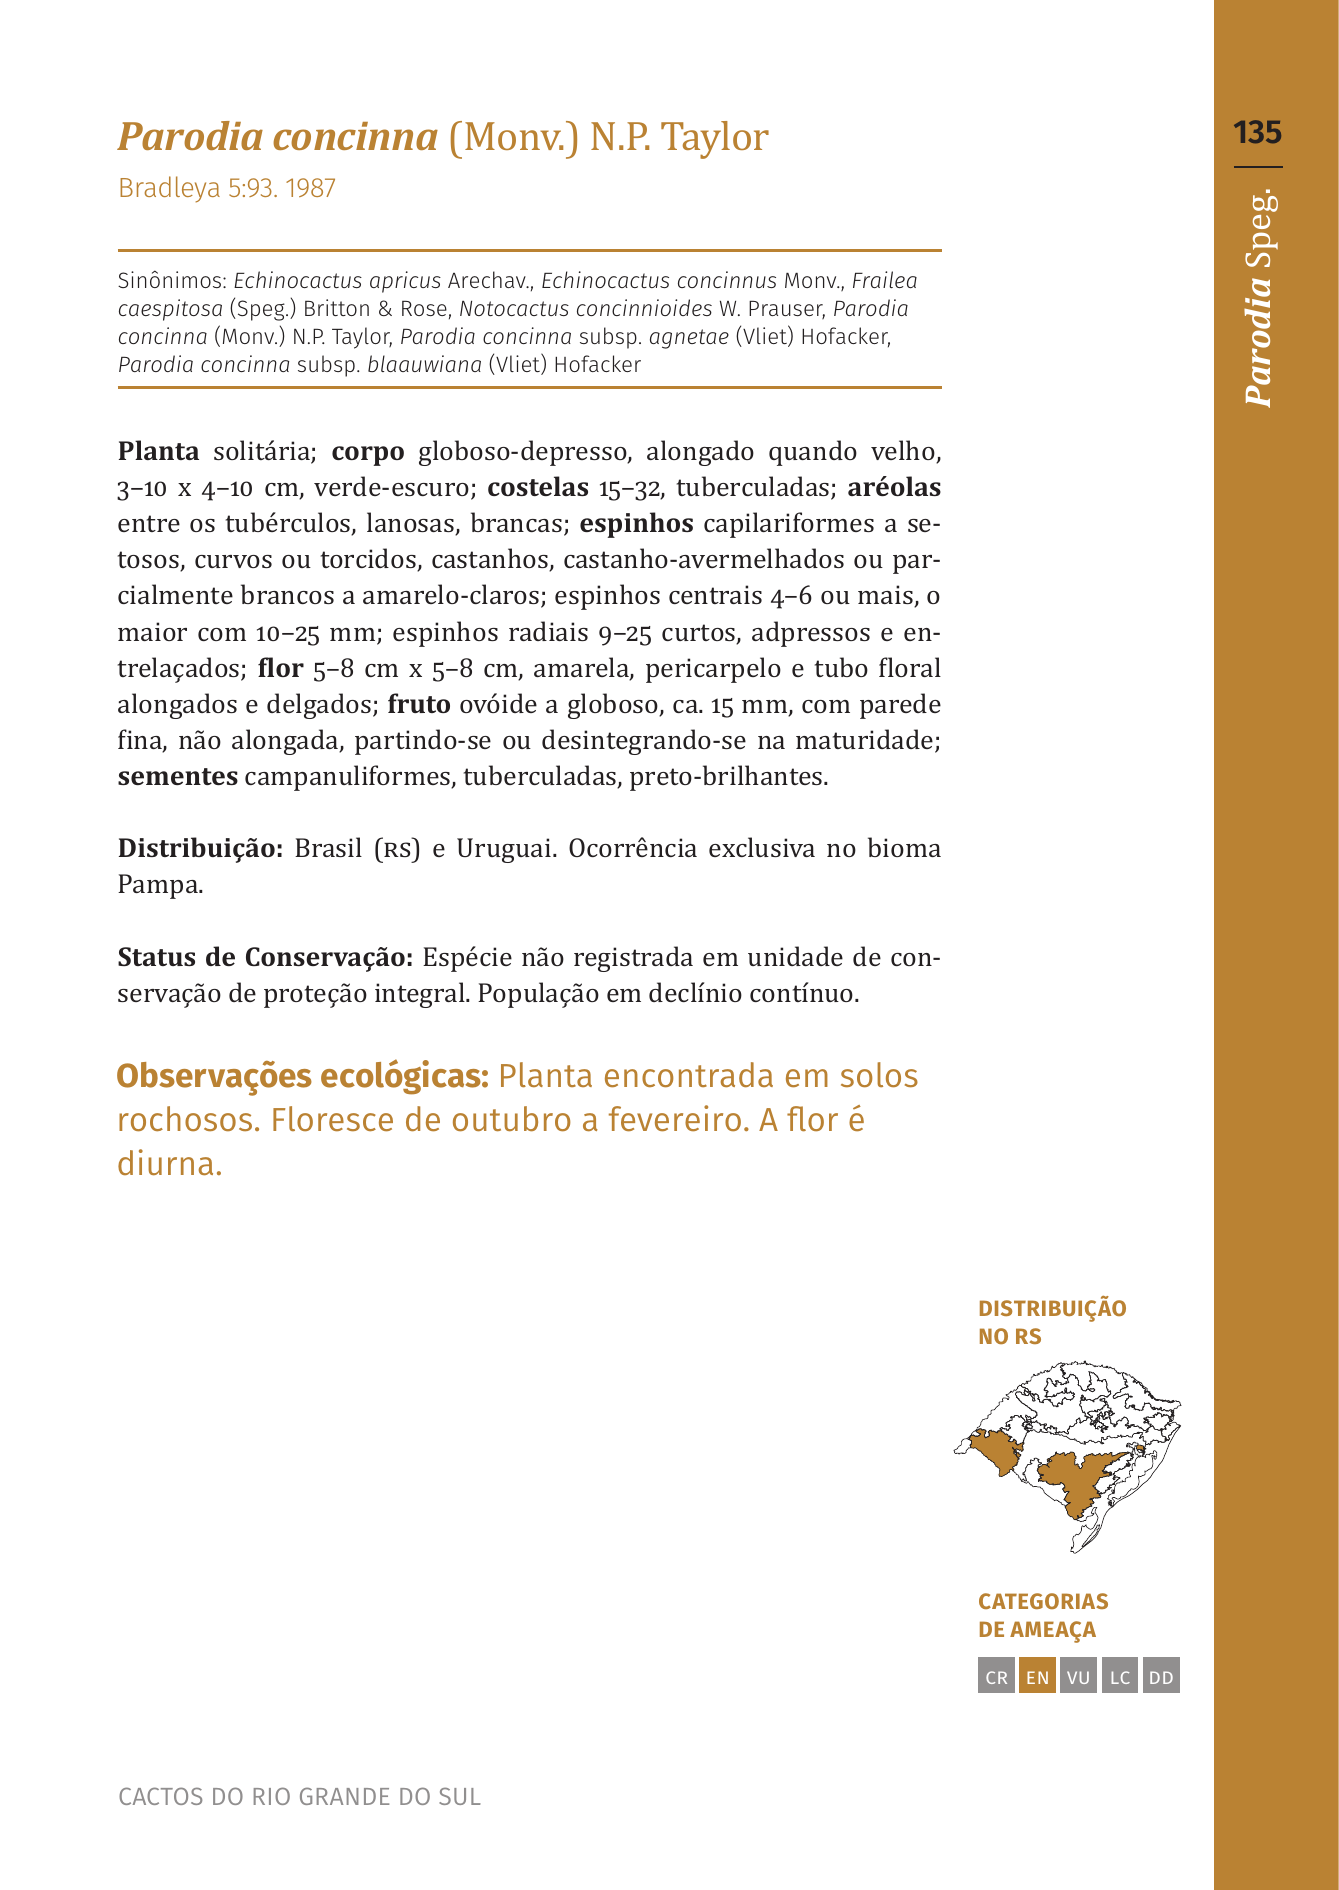 Parodia concinna (Monv.) N.P. Taylor
Bradleya 5:93. 1987
Sinônimos: Echinocactus apricus Arechav., Echinocactus concinnus Monv., Frailea
caespitosa (Speg.) Britton & Rose, Notocactus concinnioides W. Prauser, Parodia
concinna (Monv.) N.P. Taylor, Parodia concinna subsp. agnetae (Vliet) Hofacker,
Parodia concinna subsp. blaauwiana (Vliet) Hofacker
Planta solitária; corpo globoso-depresso, alongado quando velho,
3–10 x 4–10 cm, verde-escuro; costelas 15–32, tuberculadas; aréolas
entre os tubérculos, lanosas, brancas; espinhos capilariformes a se-
tosos, curvos ou torcidos, castanhos, castanho-avermelhados ou par-
cialmente brancos a amarelo-claros; espinhos centrais 4–6 ou mais, o
maior com 10–25 mm; espinhos radiais 9–25 curtos, adpressos e en-
trelaçados; flor 5–8 cm x 5–8 cm, amarela, pericarpelo e tubo floral
alongados e delgados; fruto ovóide a globoso, ca. 15 mm, com parede
fina, não alongada, partindo-se ou desintegrando-se na maturidade;
sementes campanuliformes, tuberculadas, preto-brilhantes.
Distribuição: Brasil (RS) e Uruguai. Ocorrência exclusiva no bioma
Pampa.
Status de Conservação: Espécie não registrada em unidade de con-
servação de proteção integral. População em declínio contínuo.
Observações ecológicas: Planta encontrada em solos
rochosos. Floresce de outubro a fevereiro. A flor é
diurna.
DISTRIBUIÇÃO
NO RS
CATEGORIAS
DE AMEAÇA
CR EN VU LC DD
CACTOS DO RIO GRANDE DO SUL
135
Parodia Speg.